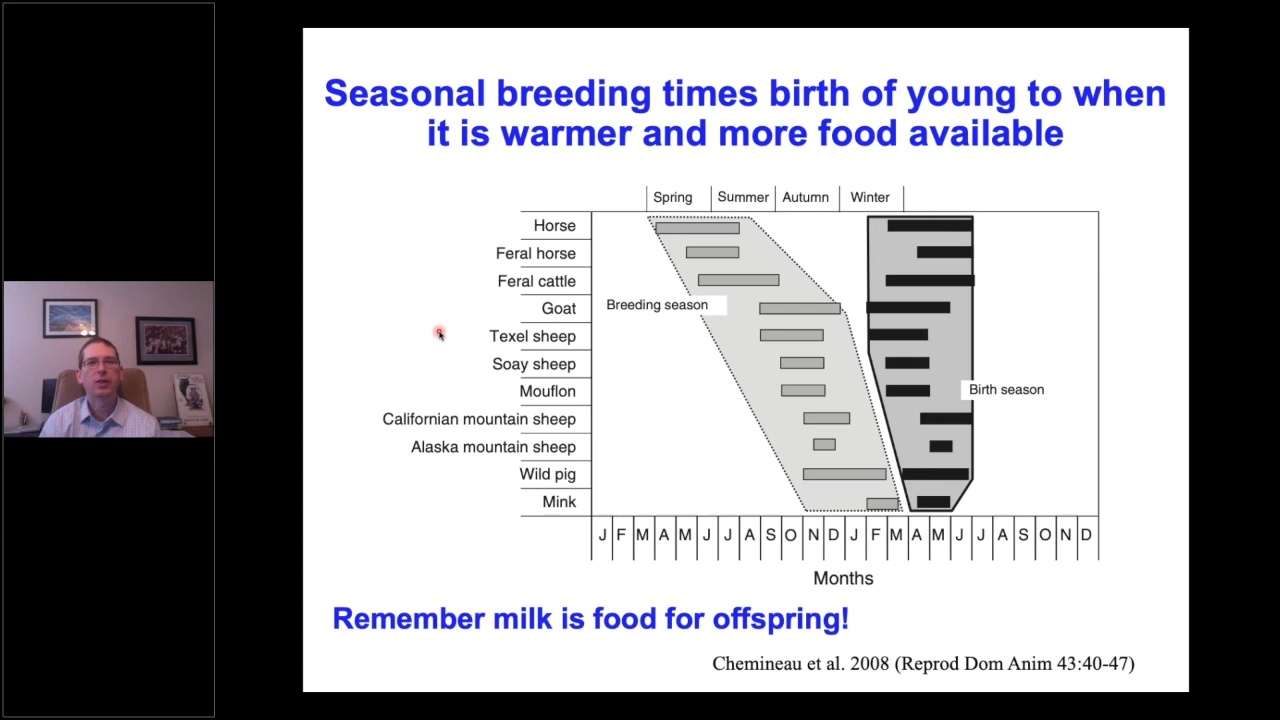 Seasonal breeding times birth of young to when
it is warmer and more food available
Spring Summer Autumn Winter
Horse
Feral horse
Feral cattle
Goat
Breeding season
Texel sheep
Soay sheep
Mouflon
Birth season
Californian mountain sheep
Alaska mountain sheep
Wild pig
Mink
J F M A M J J A S O N D J F M A M J J A S O N D
Months
Remember milk is food for offspring!
Chemineau et al. 2008 (Reprod Dom Anim 43:40-47)